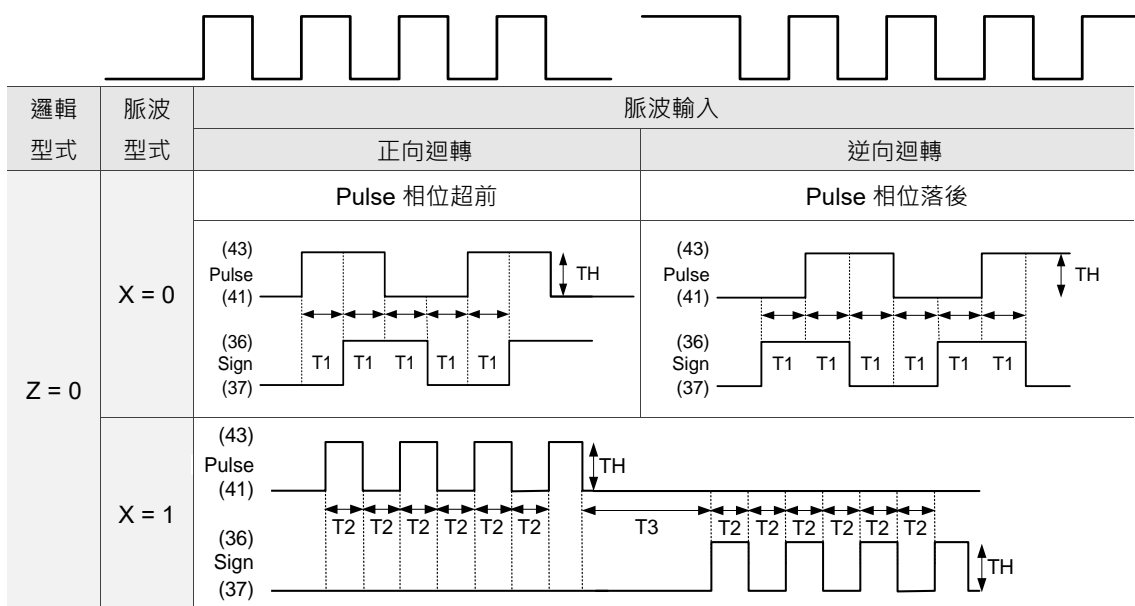 邏輯型式
脈波型式
脈波輸入
正向迴轉
逆向迴轉
Z = 0
X = 0
Pulse 相位超前
Pulse 相位落後
(43)
Pulse
(41)
TH
(36)
Sign
(37)
T1 T1 T1 T1 T1
(43)
Pulse
(41)
TH
(36)
Sign
(37)
T1 T1 T1 T1 T1 T1
X = 1
(43)
Pulse
(41)
TH
T2 T2 T2 T2 T2 T2 T3 T2 T2 T2 T2 T2 T2
(36)
Sign
(37)
TH